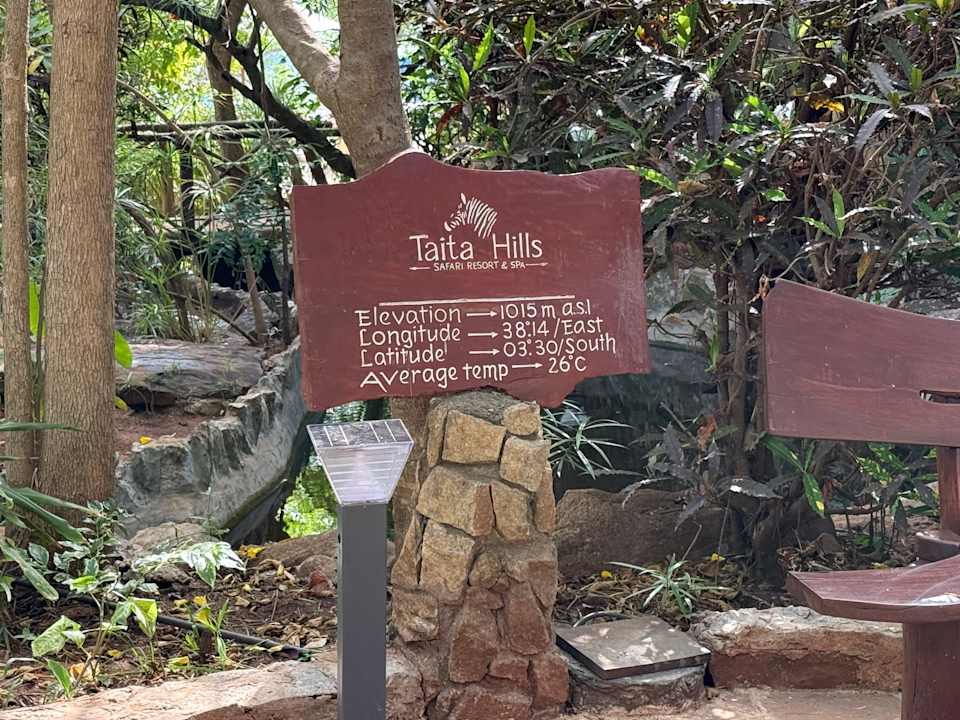 Taita Hills
SAFARI RESORT & SPA
Elevation → 1015 m a.s.l
Longitude → 38°14'/East
Latitude → 03°30/South
Average temp → 26°C